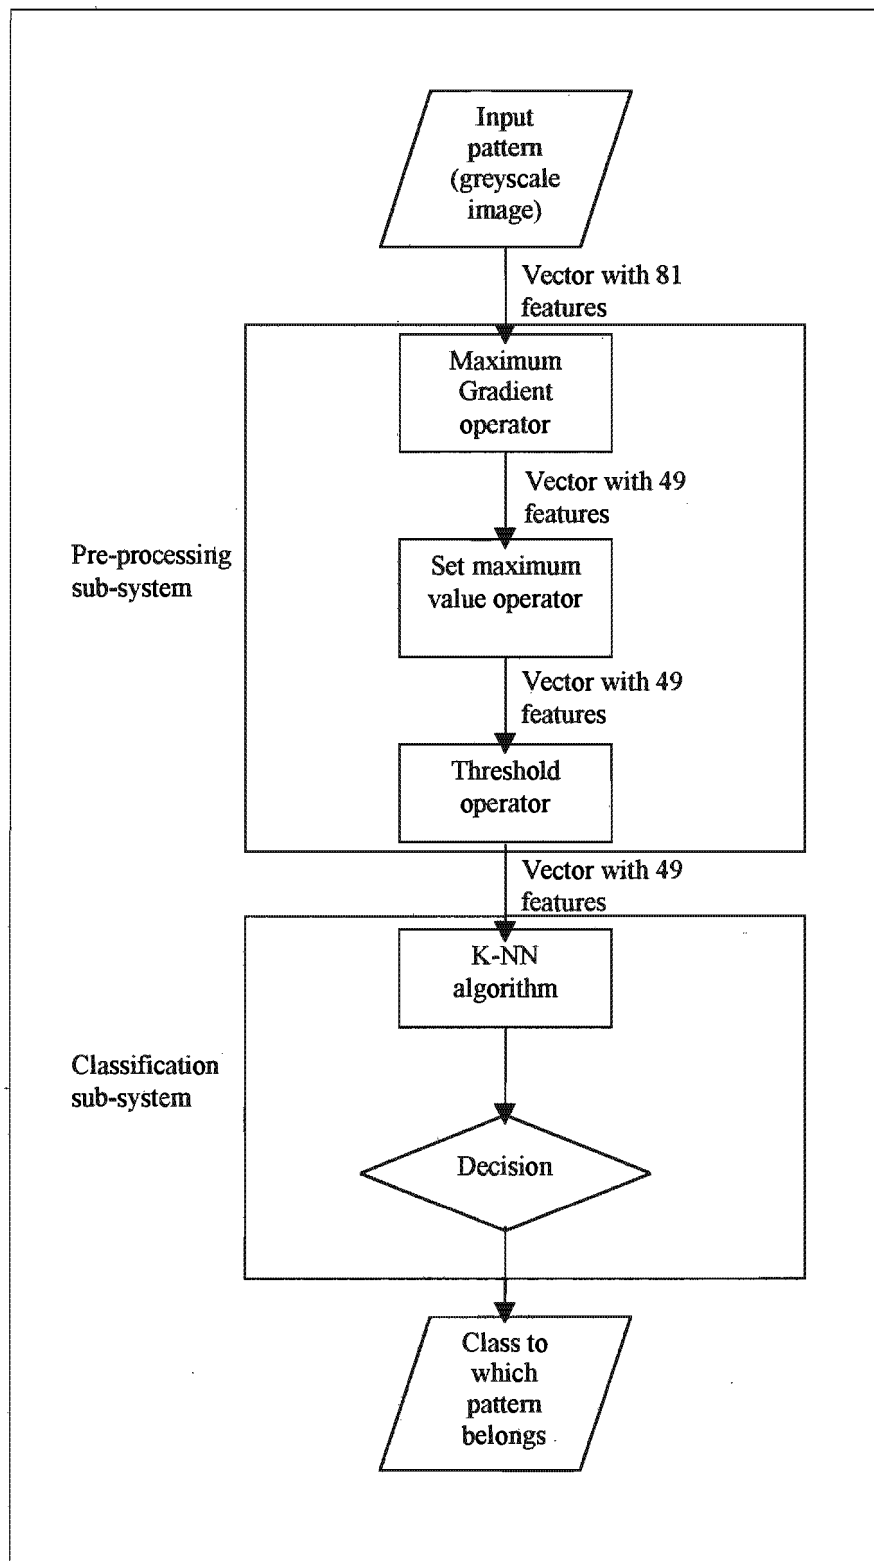 Input
pattern
(greyscale
image)
Vector with 81
features
Maximum
Gradient
operator
Vector with 49
features
Pre-processing
sub-system
Set maximum
value operator
Vector with 49
features
Threshold
operator
Vector with 49
features
K-NN
algorithm
Classification
sub-system
Decision
Class to
which
pattern
belongs